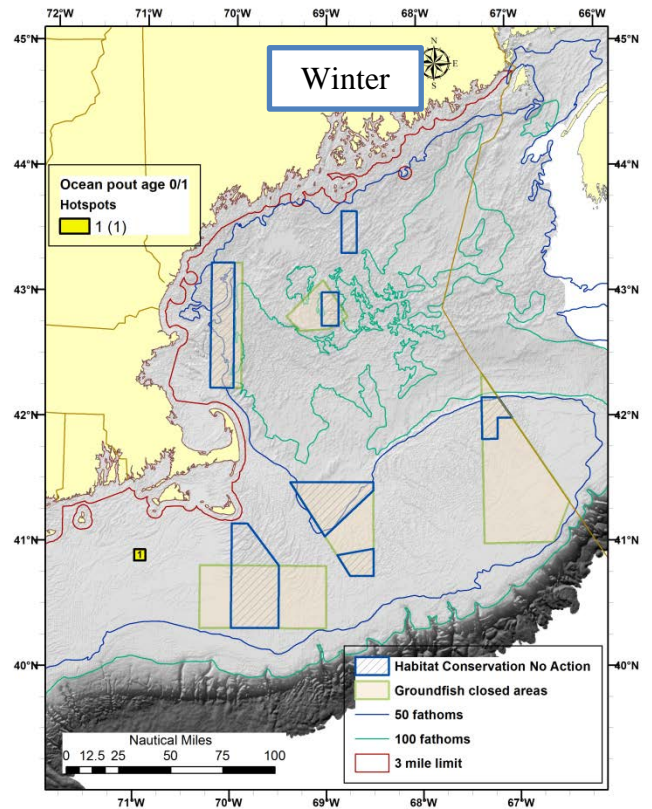 71°W 70°W 69°W 68°W 67°W 66°W
45°N 45°N
Winter
N
E
S
44°N 44°N
Ocean pout age 0/1
Hotspots
1 (1)
43°N 43°N
42°N 42°N
41°N 41°N
1
40°N 40°N
Habitat Conservation No Action
Groundfish closed areas
50 fathoms
100 fathoms
3 mile limit
Nautical Miles
0 12.5 25 50 75 100
71°W 70°W 69°W 68°W 67°W